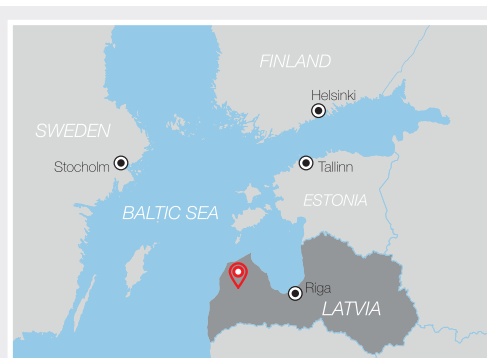 FINLAND
Helsinki
SWEDEN
Stocholm
Tallinn
ESTONIA
BALTIC SEA
Riga
LATVIA